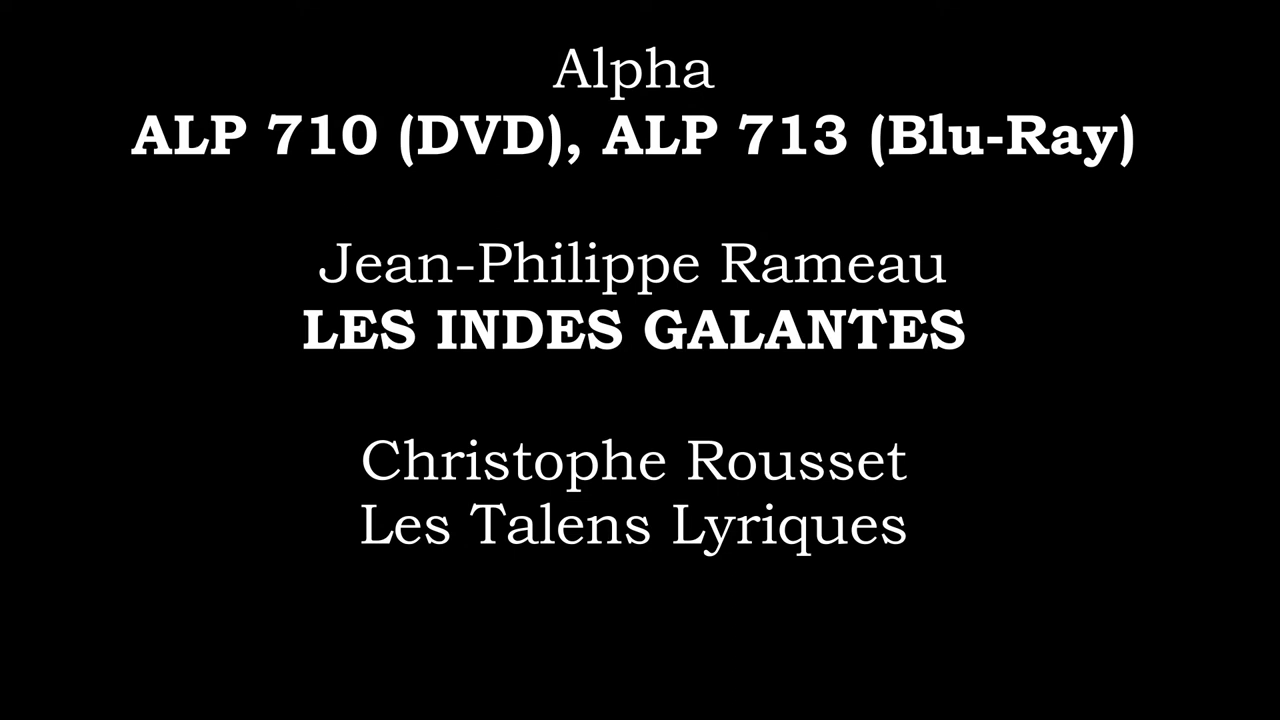 Alpha
ALP 710 (DVD), ALP 713 (Blu-Ray)
Jean-Philippe Rameau
LES INDES GALANTES
Christophe Rousset
Les Talens Lyriques